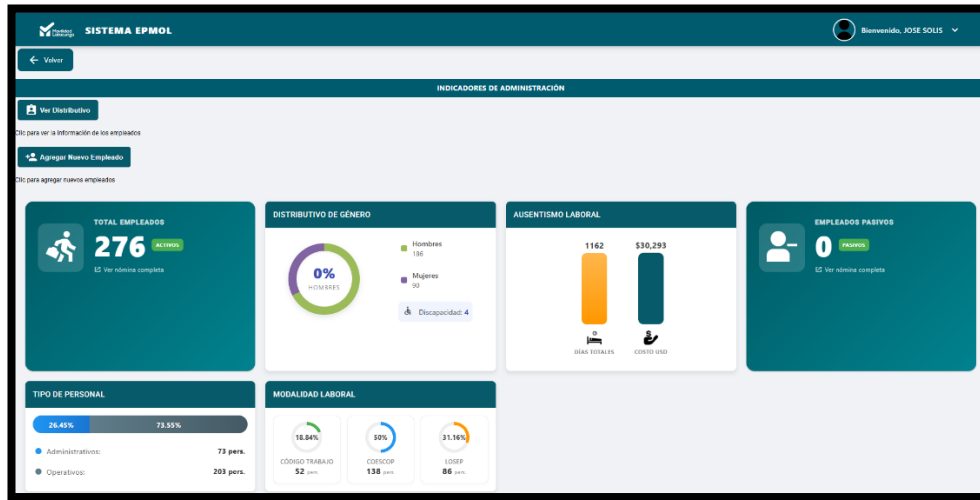 Movilidad
SISTEMA EPMOL
Bienvenido, JOSE SOLIS
Volver
INDICADORES DE ADMINISTRACIÓN
Ver Distributivo
Clic para ver la información de los empleados
Agregar Nuevo Empleado
Clic para agregar nuevos empleados
TOTAL EMPLEADOS
276 ACTIVOS
Ver nómina completa
DISTRIBUTIVO DE GÉNERO
0%
HOMBRES
Hombres
186
Mujeres
90
Discapacidad: 4
AUSENTISMO LABORAL
1162 $30,293
DÍAS TOTALES COSTO USD
EMPLEADOS PASIVOS
0 PASIVOS
Ver nómina completa
TIPO DE PERSONAL
26.45% 73.55%
Administrativos: 73 pers.
Operativos: 203 pers.
MODALIDAD LABORAL
18.84% 50% 31.16%
CÓDIGO TRABAJO COESCOP LOSEP
52 pers. 138 pers. 86 pers.